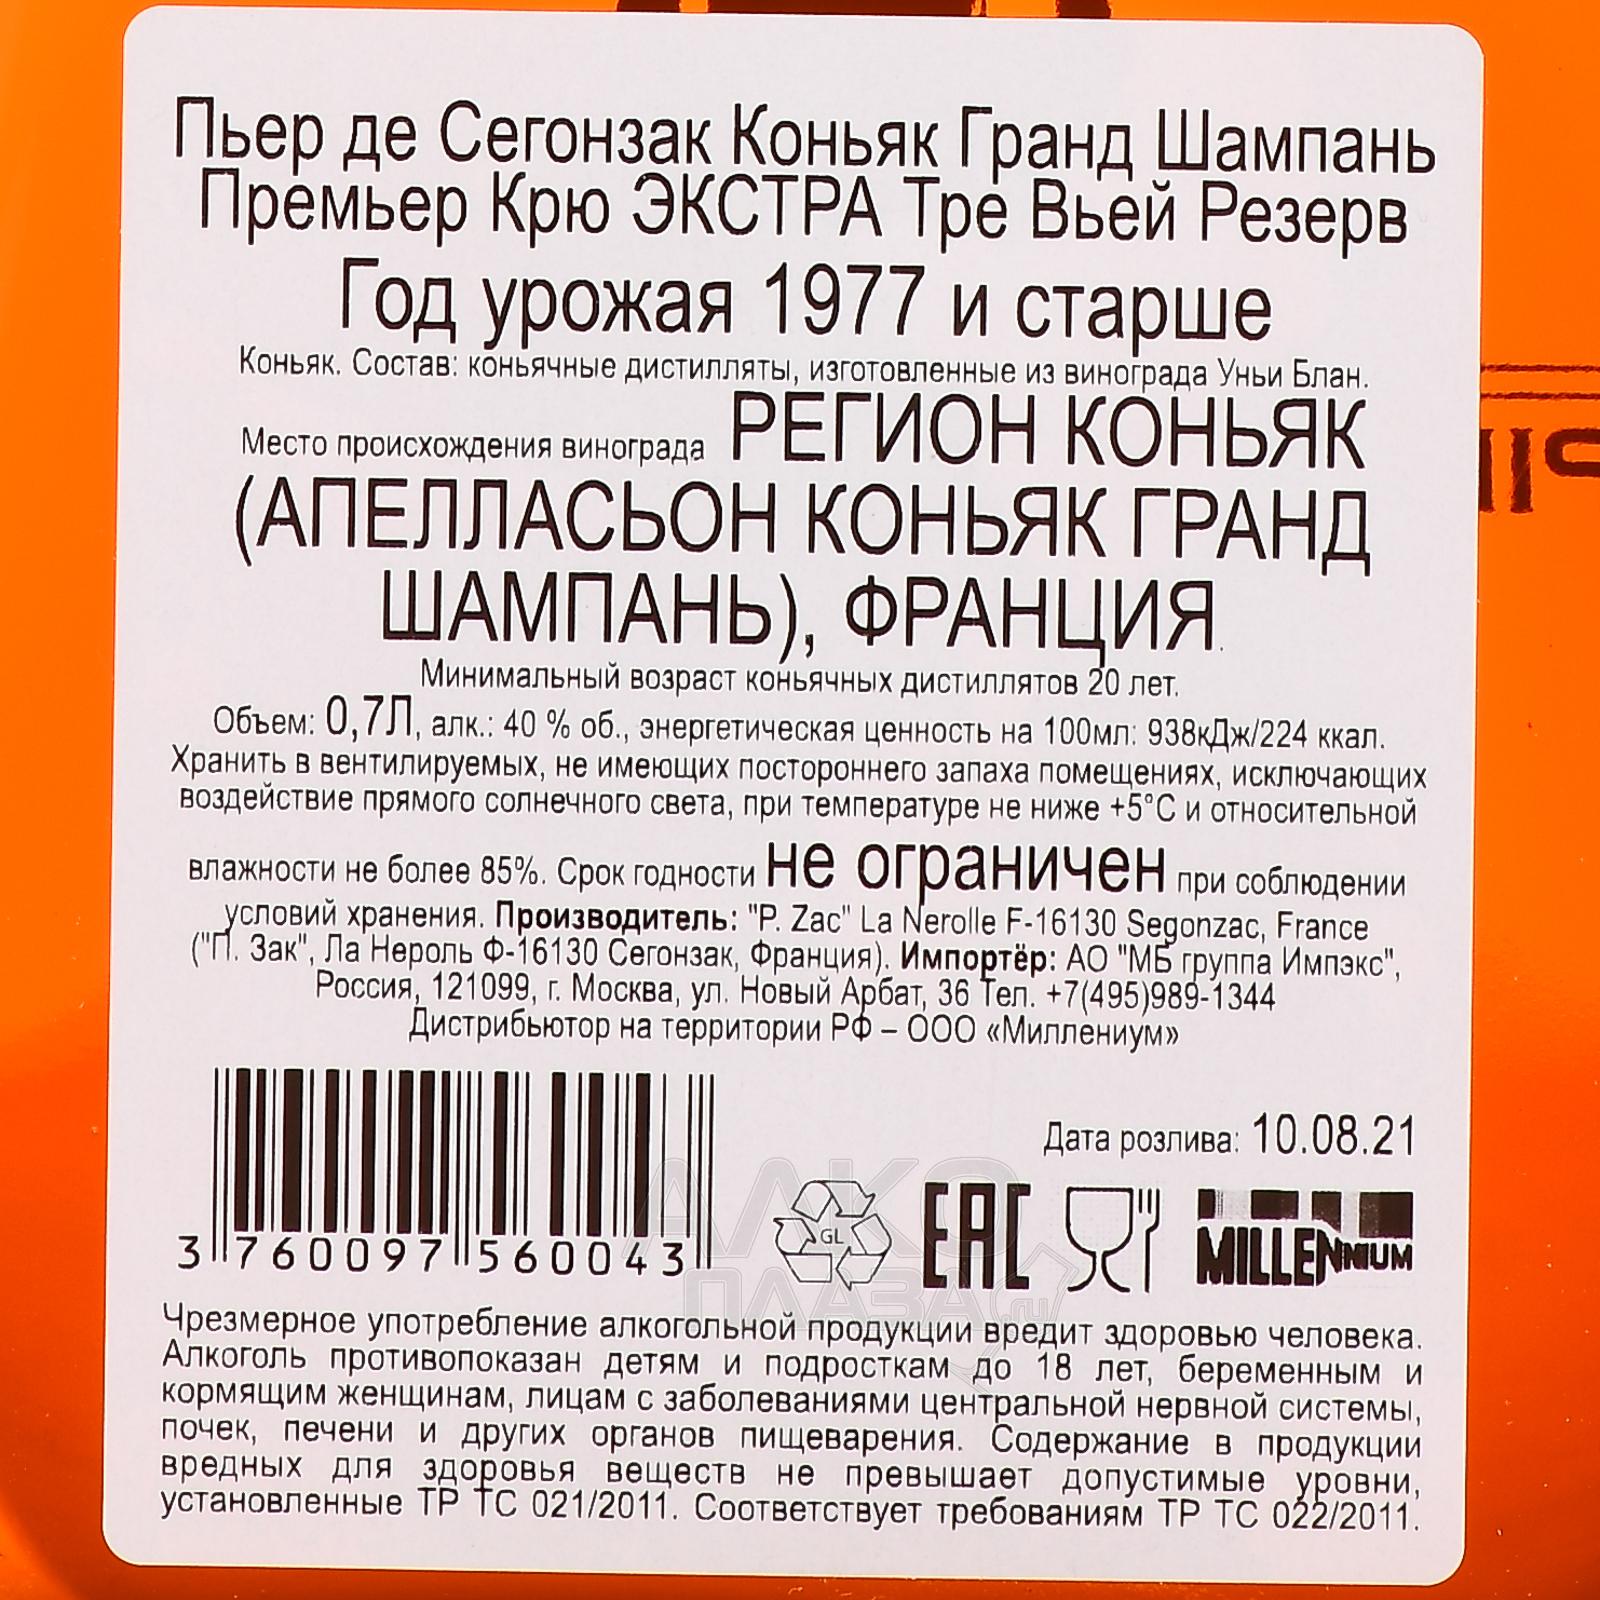 Пьер де Сегонзак Коньяк Гранд Шампань
Премьер Крю ЭКСТРА Тре Вьей Резерв
Год урожая 1977 и старше
Коньяк. Состав: коньячные дистилляты, изготовленные из винограда Уньи Блан.
Место происхождения винограда РЕГИОН КОНЬЯК
(АПЕЛЛАСЬОН КОНЬЯК ГРАНД
ШАМПАНЬ), ФРАНЦИЯ.
Минимальный возраст коньячных дистиллятов 20 лет.
Объем: 0,7Л, алк.: 40 % об., энергетическая ценность на 100мл: 938кДж/224 ккал.
Хранить в вентилируемых, не имеющих постороннего запаха помещениях, исключающих
воздействие прямого солнечного света, при температуре не ниже +5°С и относительной
влажности не более 85%. Срок годности не ограничен при соблюдении
условий хранения. Производитель: "P. Zac" La Nerolle F-16130 Segonzac, France
("П. Зак", Ла Нероль Ф-16130 Сегонзак, Франция). Импортёр: АО "МБ группа Импэкс",
Россия, 121099, г. Москва, ул. Новый Арбат, 36 Тел. +7(495)989-1344
Дистрибьютор на территории РФ – ООО «Миллениум»
Дата розлива: 10.08.21
3 760097 560043
GL
EAC
MILLENNIUM
АЛКО
ПЛАЗА.ru
Чрезмерное употребление алкогольной продукции вредит здоровью человека.
Алкоголь противопоказан детям и подросткам до 18 лет, беременным и
кормящим женщинам, лицам с заболеваниями центральной нервной системы,
почек, печени и других органов пищеварения. Содержание в продукции
вредных для здоровья веществ не превышает допустимые уровни,
установленные ТР ТС 021/2011. Соответствует требованиям ТР ТС 022/2011.